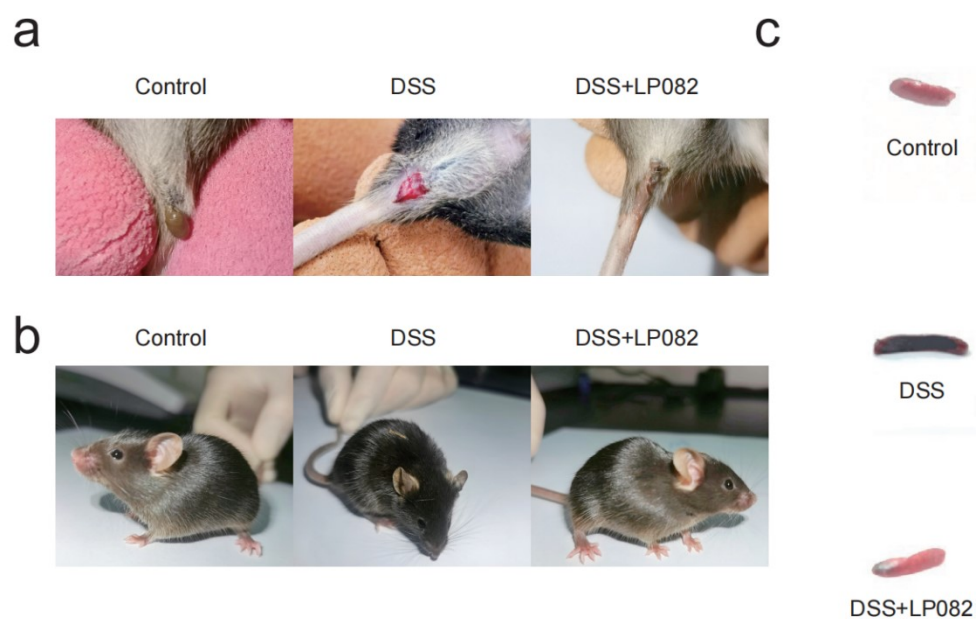 a
Control DSS DSS+LP082
b
Control DSS DSS+LP082
c
Control
DSS
DSS+LP082